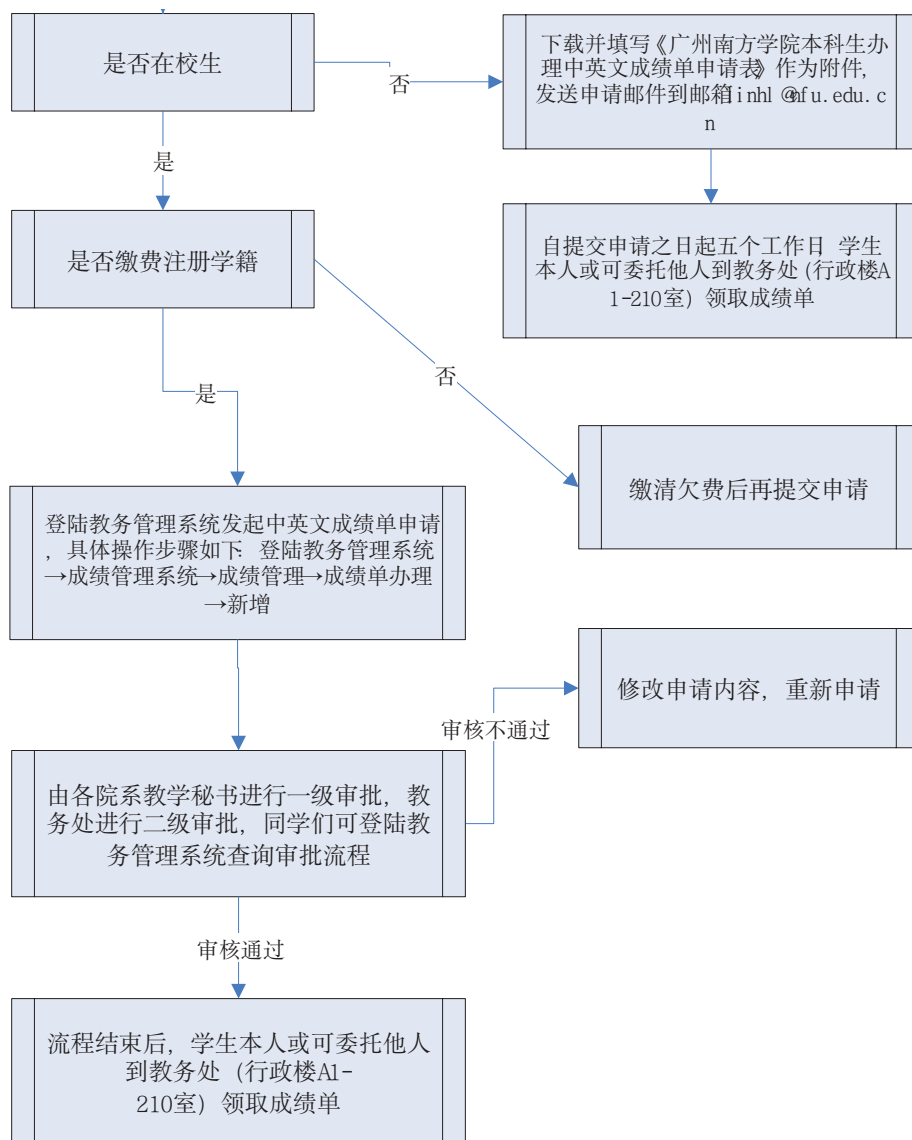 是否在校生
否
下载并填写《广州南方学院本科生办
理中英文成绩单申请表》作为附件,
发送申请邮件到邮箱linhl@nfu.edu.c
n
是
是否缴费注册学籍
自提交申请之日起五个工作日,学生
本人或可委托他人到教务处(行政楼A
1-210室)领取成绩单
否
是
缴清欠费后再提交申请
登陆教务管理系统发起中英文成绩单申请
,具体操作步骤如下:登陆教务管理系统
→成绩管理系统→成绩管理→成绩单办理
→新增
修改申请内容,重新申请
审核不通过
由各院系教学秘书进行一级审批,教
务处进行二级审批,同学们可登陆教
务管理系统查询审批流程
审核通过
流程结束后,学生本人或可委托他人
到教务处(行政楼A1-
210室)领取成绩单